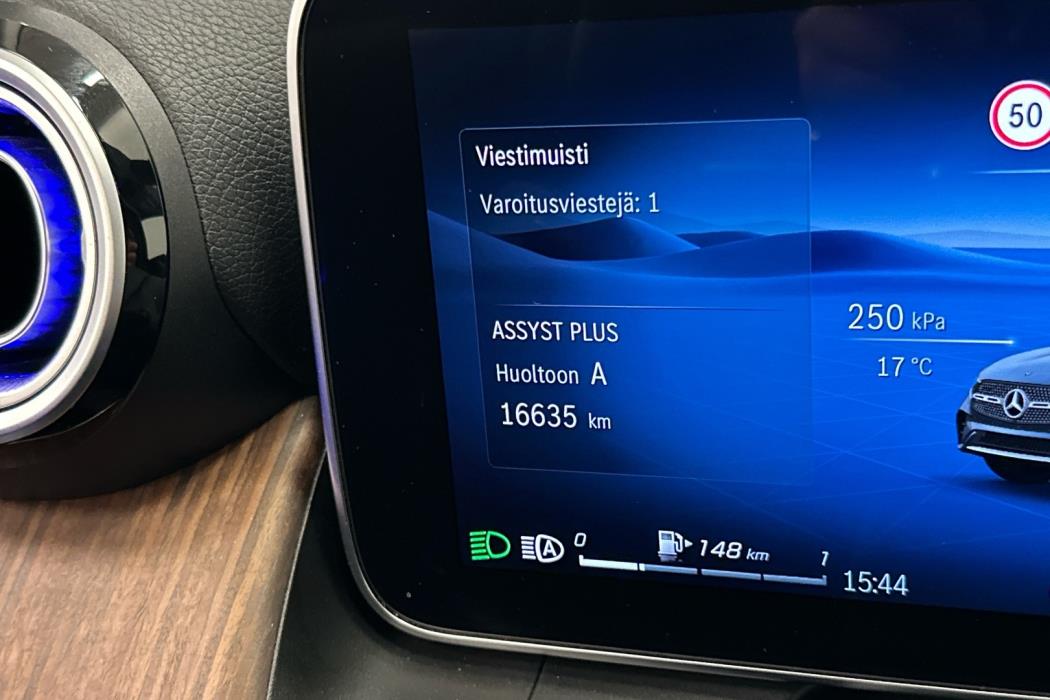 50
Viestimuisti
Varoitusviestejä: 1
250 kPa
17 °C
ASSYST PLUS
Huoltoon A
16635 km
A
0
148 km
1
15:44